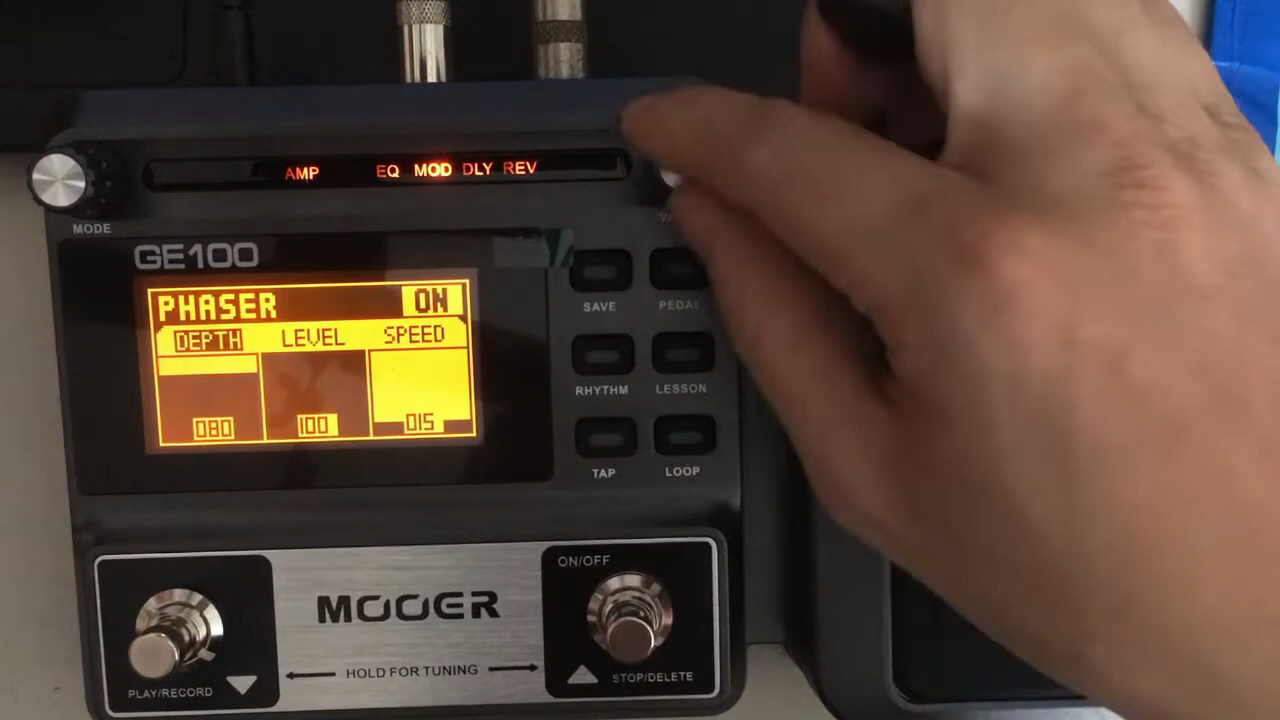 AMP EQ MOD DLY REV
MODE
GE100
PHASER ON
DEPTH LEVEL SPEED
080 100 015
SAVE
RHYTHM LESSON
TAP LOOP
ON/OFF
MOOER
HOLD FOR TUNING
PLAY/RECORD
STOP/DELETE